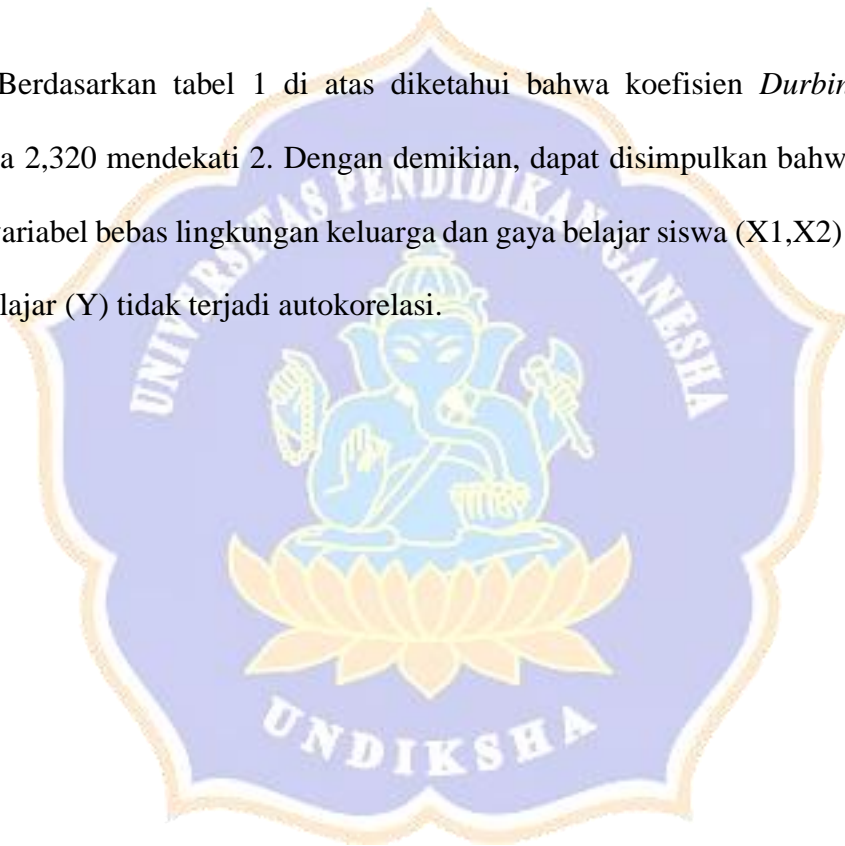 Berdasarkan tabel 1 di atas diketahui bahwa koefisien Durbin
a 2,320 mendekati 2. Dengan demikian, dapat disimpulkan bahw
variabel bebas lingkungan keluarga dan gaya belajar siswa (X1,X2)
lajar (Y) tidak terjadi autokorelasi.
UNIVERSITAS PENDIDIKAN GANESHA
UNDIKSHA